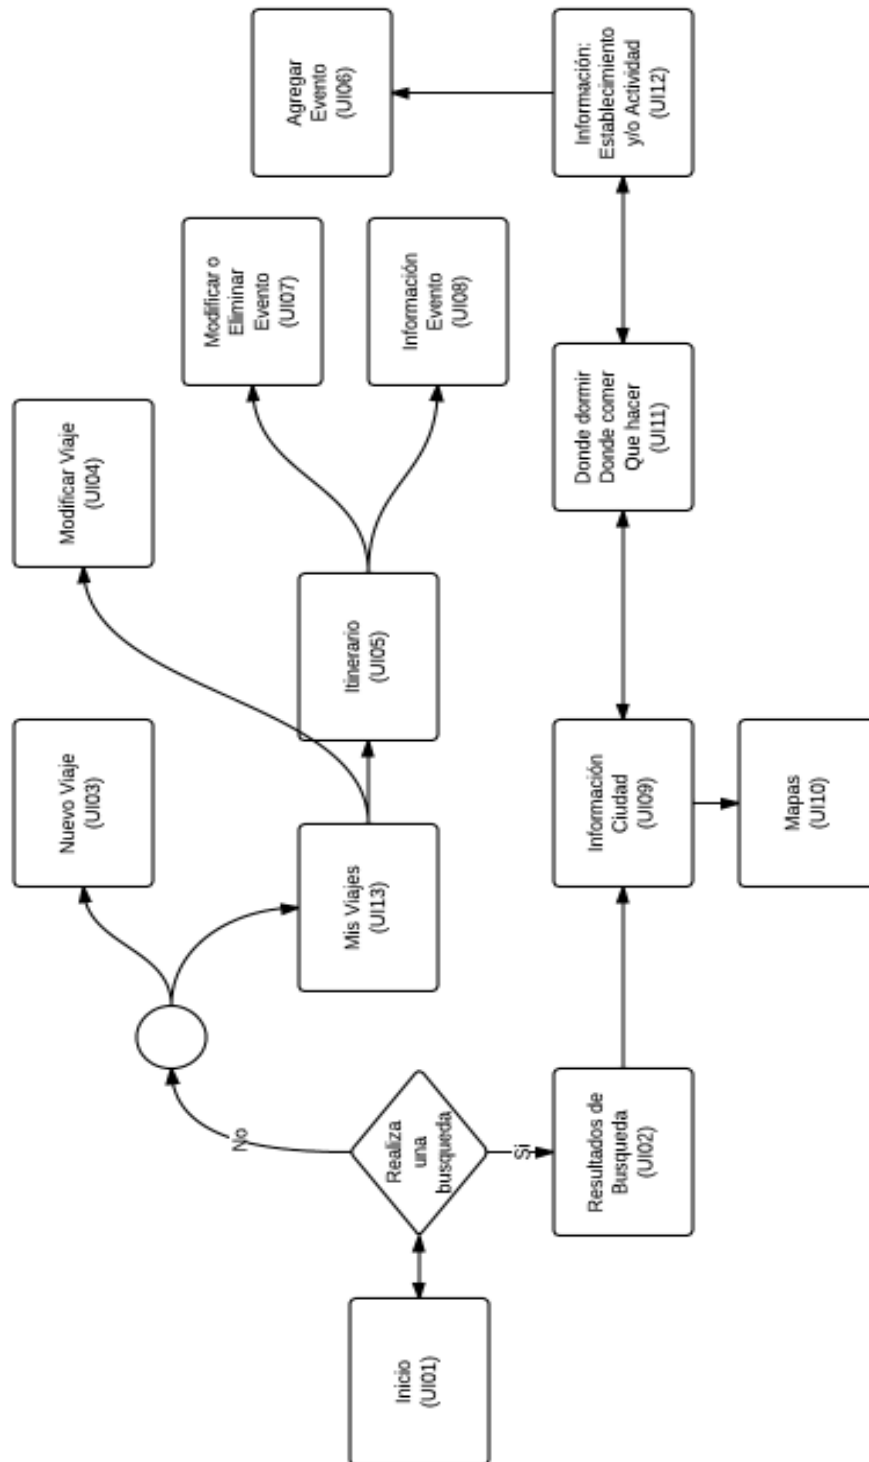 Inicio
(UI01)
Realiza
una
busqueda
No
Si
Resultados de
Busqueda
(UI02)
Nuevo Viaje
(UI03)
Mis Viajes
(UI13)
Modificar Viaje
(UI04)
Itinerario
(UI05)
Modificar o
Eliminar
Evento
(UI07)
Información
Evento
(UI08)
Información
Ciudad
(UI09)
Mapas
(UI10)
Donde dormir
Donde comer
Que hacer
(UI11)
Información:
Establecimiento
y/o Actividad
(UI12)
Agregar
Evento
(UI06)